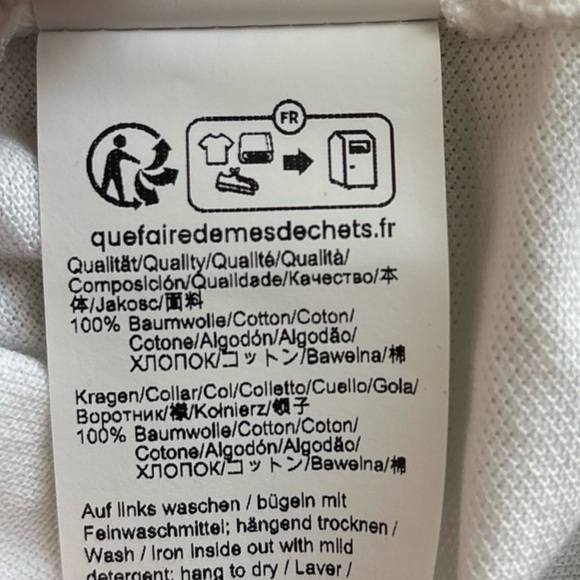 FR
quefairedemesdechets.fr
Qualität/Quality/Qualité/Qualità/
Composición/Qualidade/Качество/本
体/Jakosc/面料
100% Baumwolle/Cotton/Coton/
Cotone/Algodón/Algodão/
ХЛОПОК/コットン/Bawelna/棉
Kragen/Collar/Col/Colletto/Cuello/Gola/
Воротник/襟/Kołnierz/领子
100% Baumwolle/Cotton/Coton/
Cotone/Algodón/Algodão/
ХЛОПОК/コットン/Bawelna/棉
Auf links waschen / bügeln mit
Feinwaschmittel; hängend trocknen /
Wash / Iron inside out with mild
detergent; hang to dry / Laver /